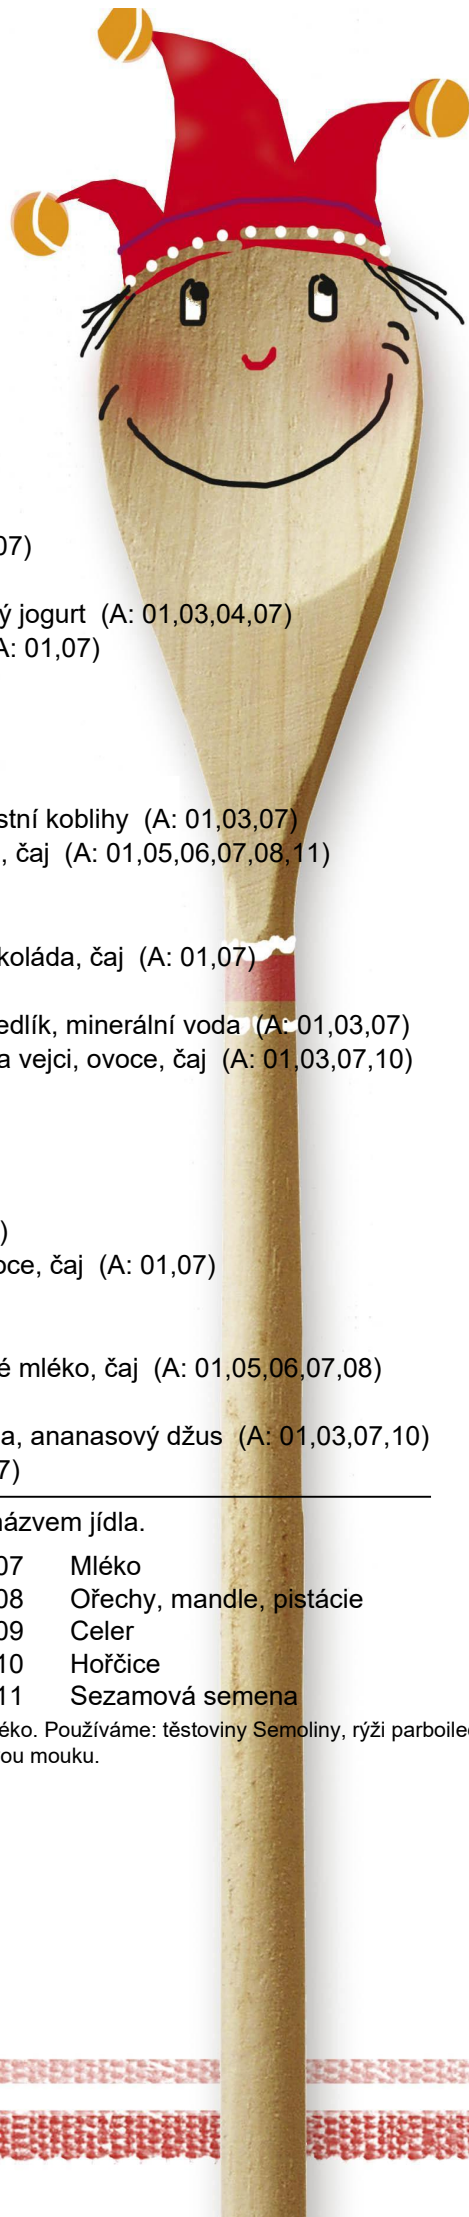 07)
ý jogurt (A: 01,03,04,07)
A: 01,07)
stní koblihy (A: 01,03,07)
, čaj (A: 01,05,06,07,08,11)
koláda, čaj (A: 01,07)
edlík, minerální voda (A: 01,03,07)
a vejci, ovoce, čaj (A: 01,03,07,10)
)
oce, čaj (A: 01,07)
é mléko, čaj (A: 01,05,06,07,08)
a, ananasový džus (A: 01,03,07,10)
7)
názvem jídla.
07 Mléko
08 Ořechy, mandle, pistácie
09 Celer
10 Hořčice
11 Sezamová semena
éko. Používáme: těstoviny Semoliny, rýži parboiled
ou mouku.